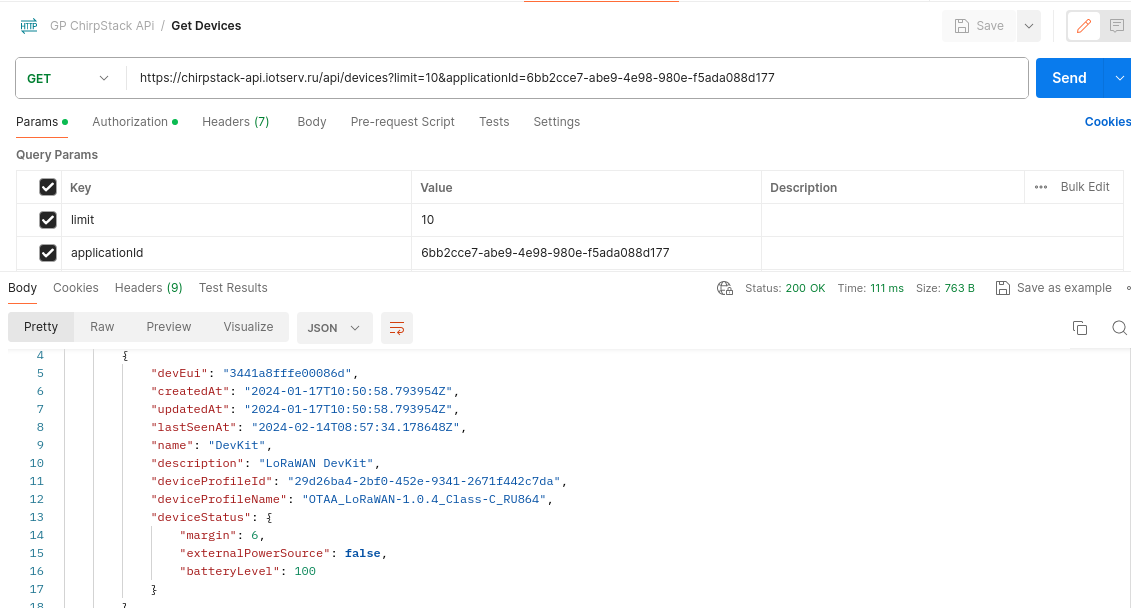 HTTP GP ChirpStack APi / Get Devices Save
GET https://chirpstack-api.iotserv.ru/api/devices?limit=10&applicationId=6bb2cce7-abe9-4e98-980e-f5ada088d177 Send
Params Authorization Headers (7) Body Pre-request Script Tests Settings Cookies
Query Params
Key Value Description Bulk Edit
limit 10
applicationId 6bb2cce7-abe9-4e98-980e-f5ada088d177
Body Cookies Headers (9) Test Results Status: 200 OK Time: 111 ms Size: 763 B Save as example
Pretty Raw Preview Visualize JSON
4 {
5 "devEui": "3441a8fffe00086d",
6 "createdAt": "2024-01-17T10:50:58.793954Z",
7 "updatedAt": "2024-01-17T10:50:58.793954Z",
8 "lastSeenAt": "2024-02-14T08:57:34.178648Z",
9 "name": "DevKit",
10 "description": "LoRaWAN DevKit",
11 "deviceProfileId": "29d26ba4-2bf0-452e-9341-2671f442c7da",
12 "deviceProfileName": "OTAA_LoRaWAN-1.0.4_Class-C_RU864",
13 "deviceStatus": {
14 "margin": 6,
15 "externalPowerSource": false,
16 "batteryLevel": 100
17 }
18 }